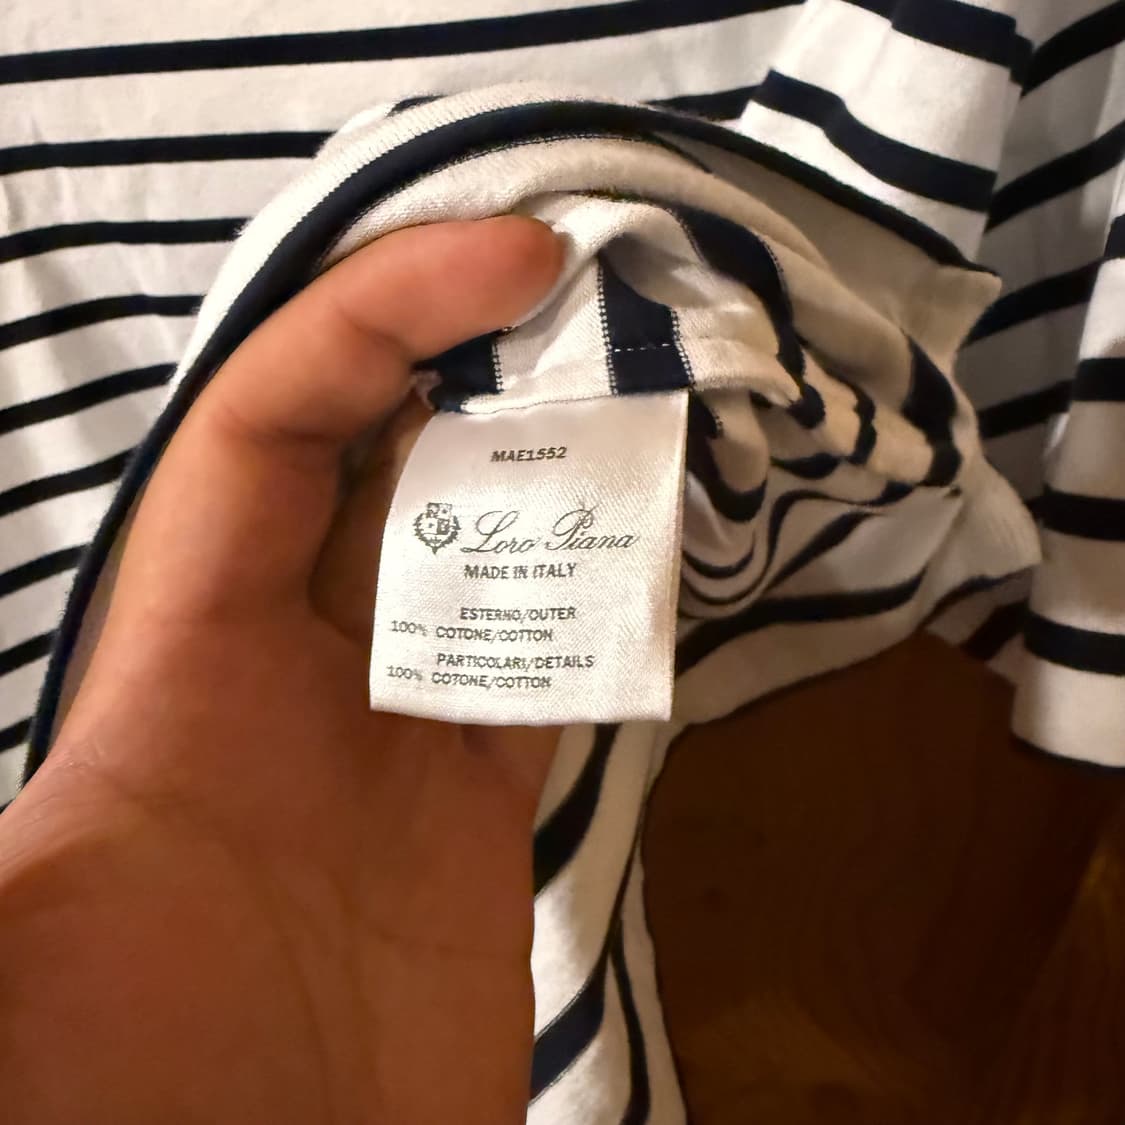 MAE1552
Loro Piana
MADE IN ITALY
ESTERNO/OUTER
100% COTONE/COTTON
PARTICOLARI/DETAILS
100% COTONE/COTTON